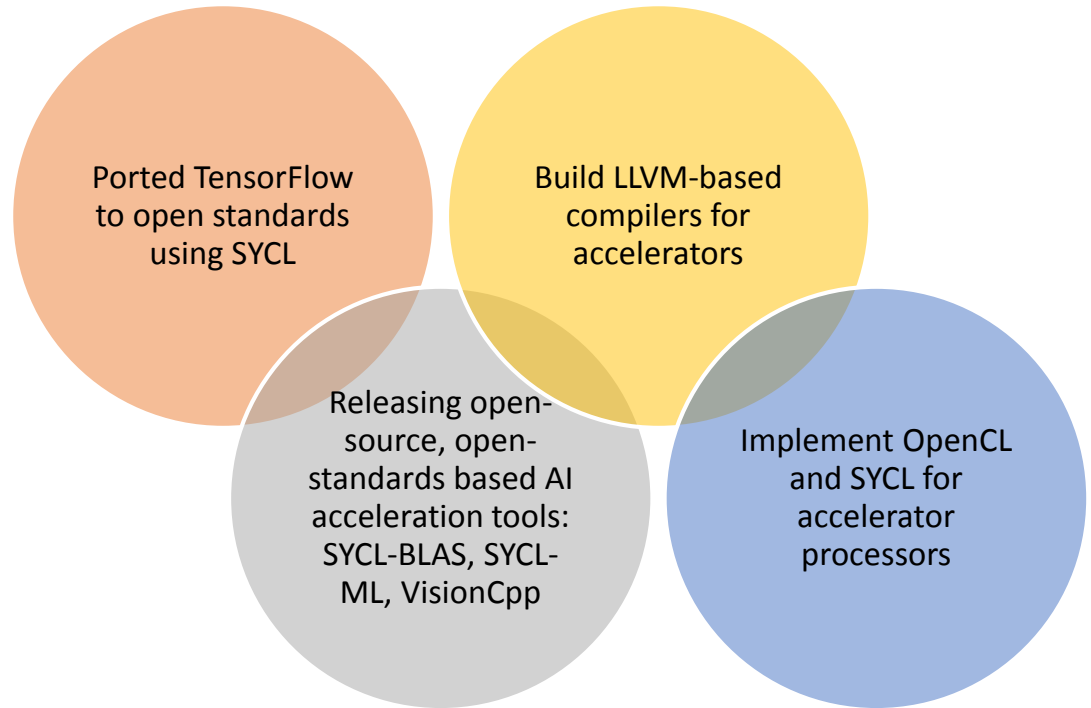 Ported TensorFlow
to open standards
using SYCL
Build LLVM-based
compilers for
accelerators
Releasing open-
source, open-
standards based AI
acceleration tools:
SYCL-BLAS, SYCL-
ML, VisionCpp
Implement OpenCL
and SYCL for
accelerator
processors